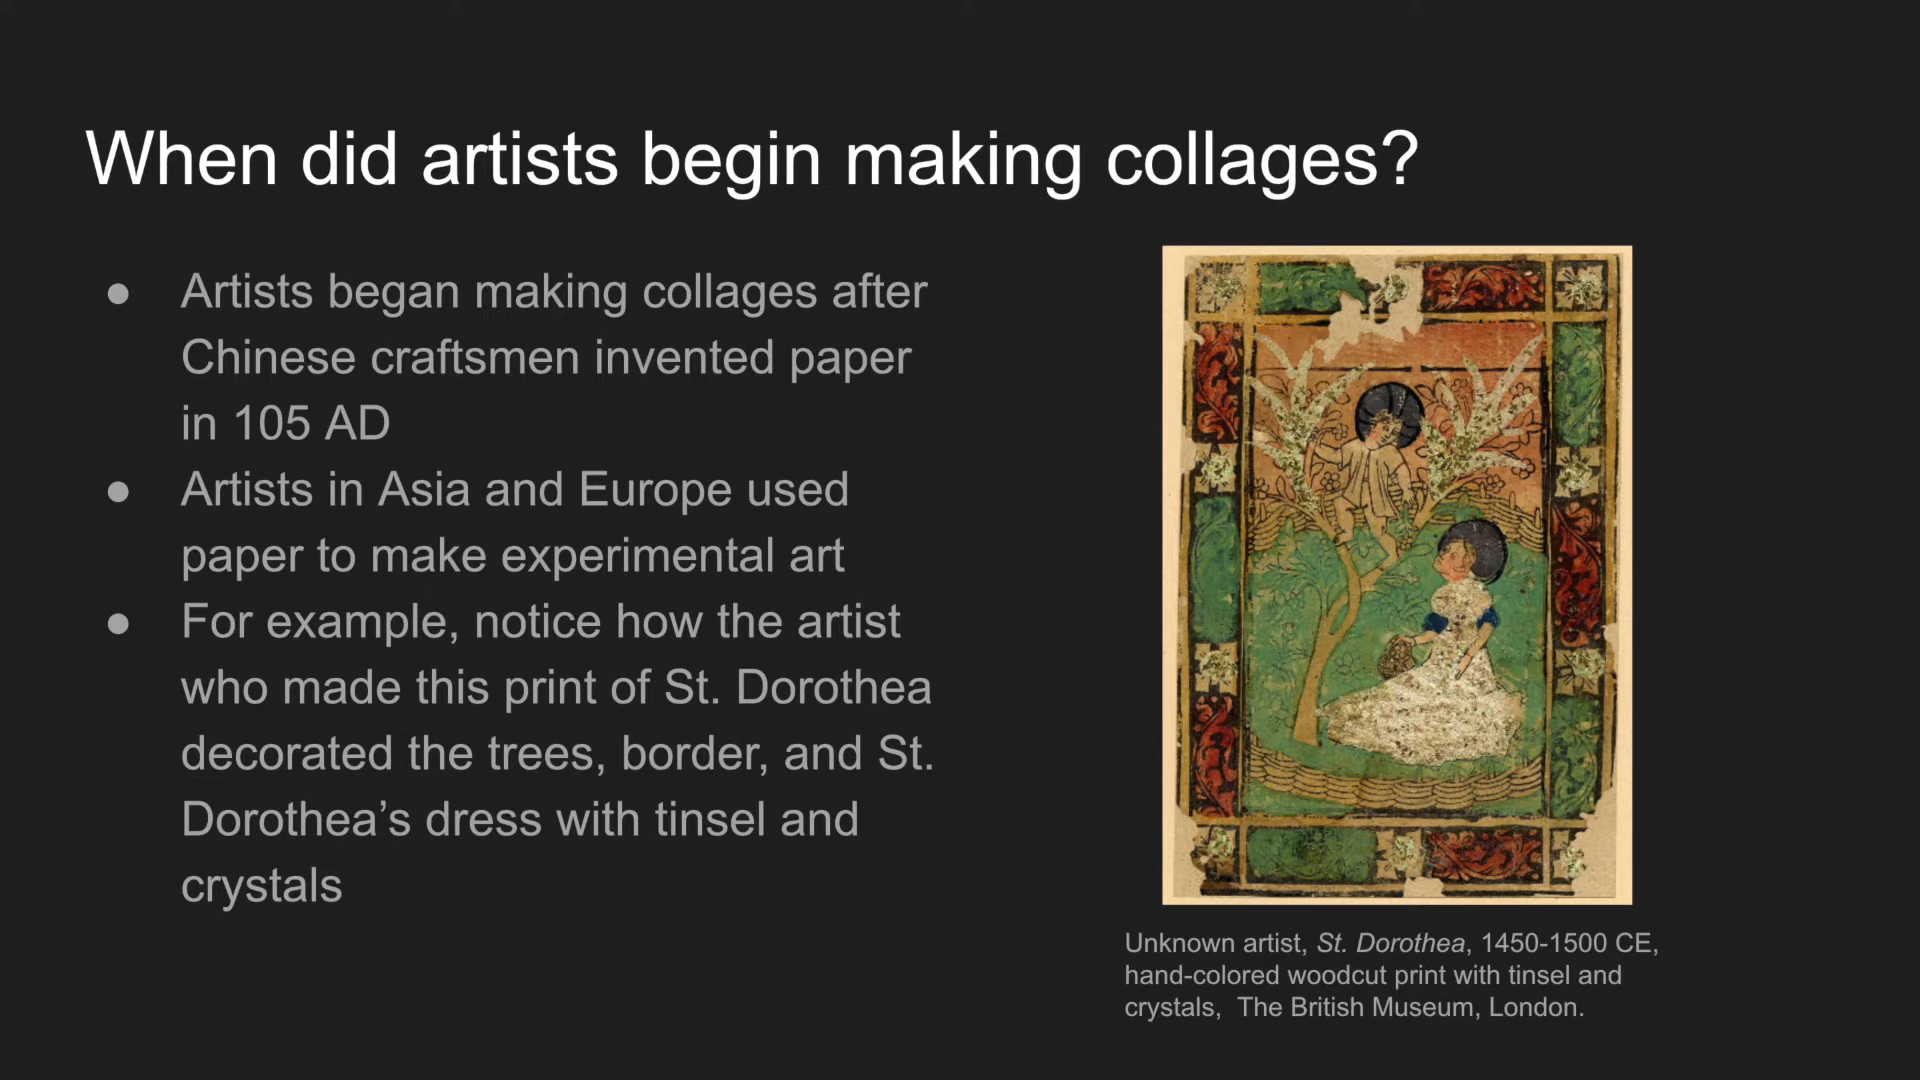 When did artists begin making collages?
● Artists began making collages after
Chinese craftsmen invented paper
in 105 AD
● Artists in Asia and Europe used
paper to make experimental art
● For example, notice how the artist
who made this print of St. Dorothea
decorated the trees, border, and St.
Dorothea’s dress with tinsel and
crystals
Unknown artist, St. Dorothea, 1450-1500 CE,
hand-colored woodcut print with tinsel and
crystals,  The British Museum, London.